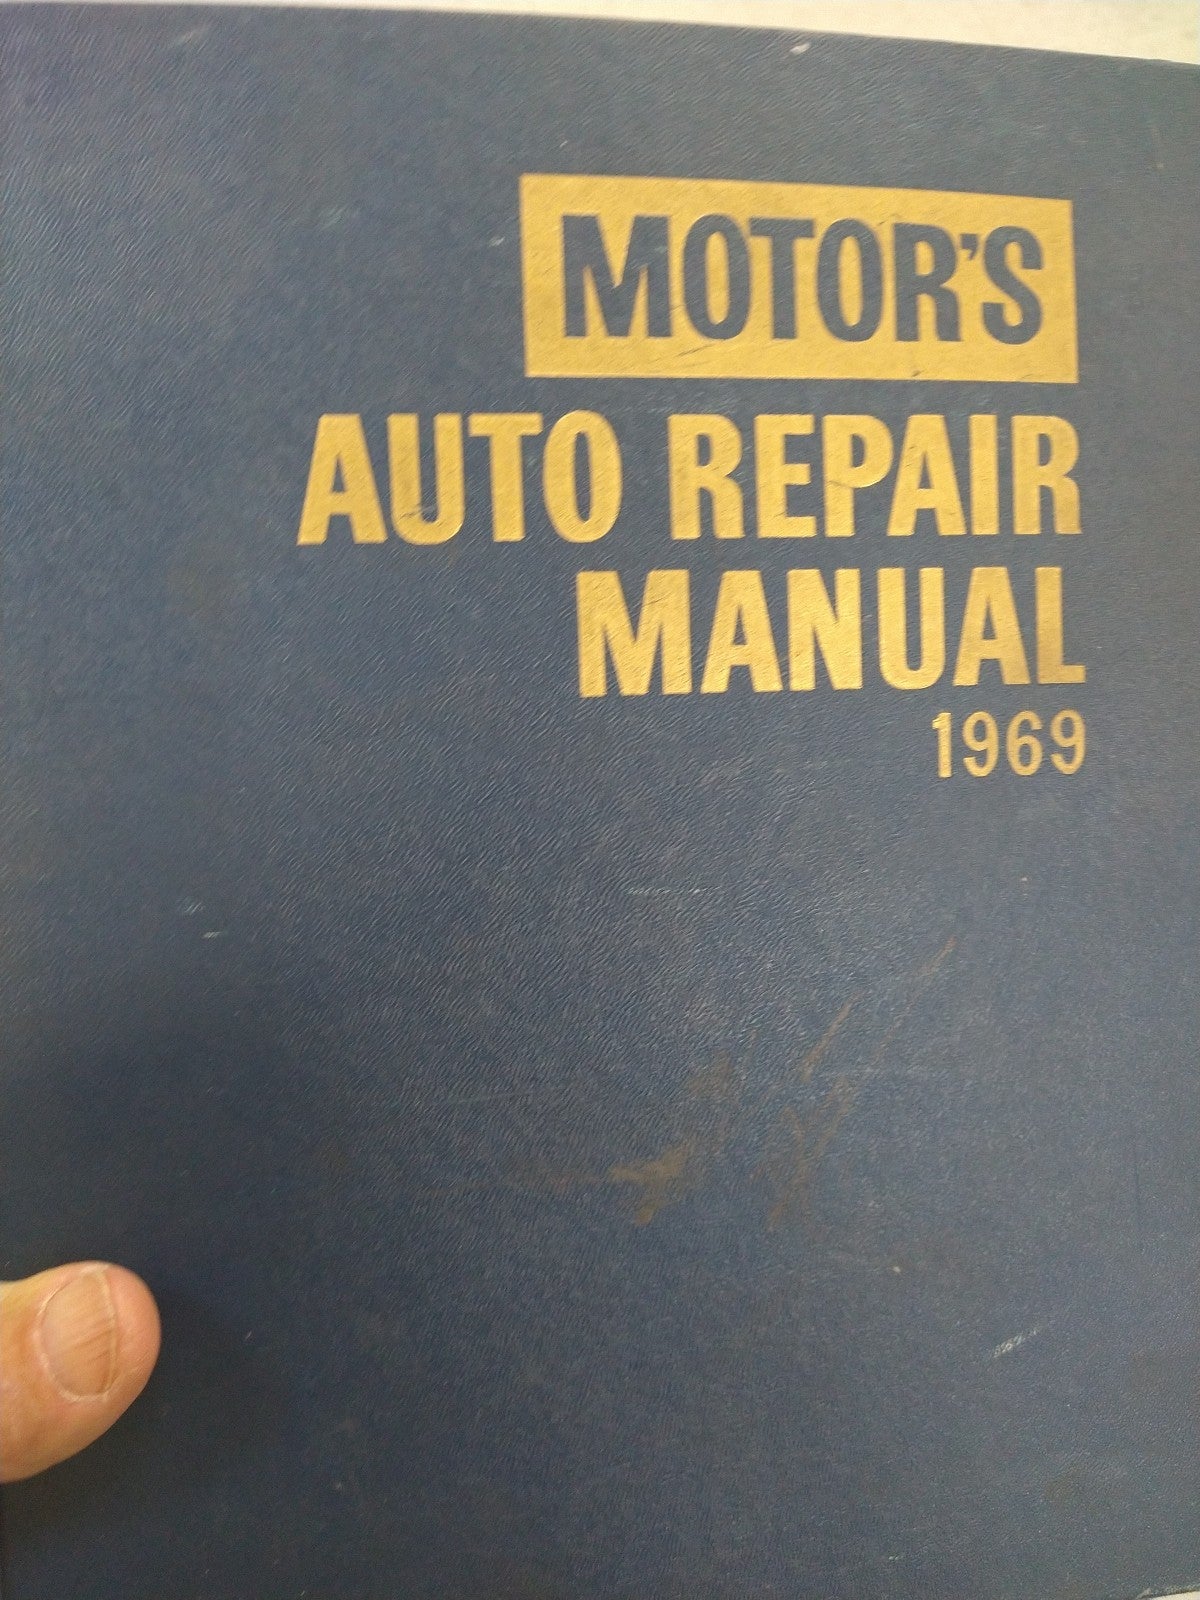 MOTOR'S
AUTO REPAIR
MANUAL
1969